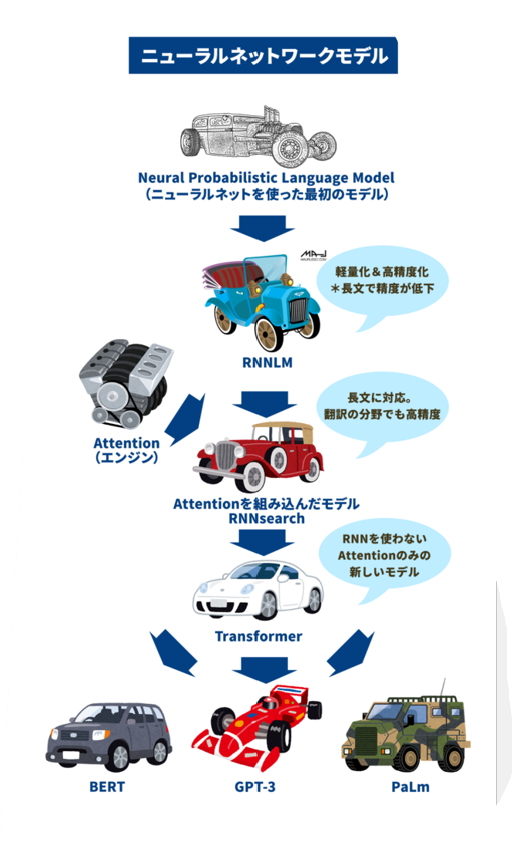 ニューラルネットワークモデル
Neural Probabilistic Language Model
（ニューラルネットを使った最初のモデル）
軽量化＆高精度化
＊長文で精度が低下
RNNLM
Attention
（エンジン）
長文に対応。
翻訳の分野でも高精度
Attentionを組み込んだモデル
RNNsearch
RNNを使わない
Attentionのみの
新しいモデル
Transformer
BERT
GPT-3
PaLm